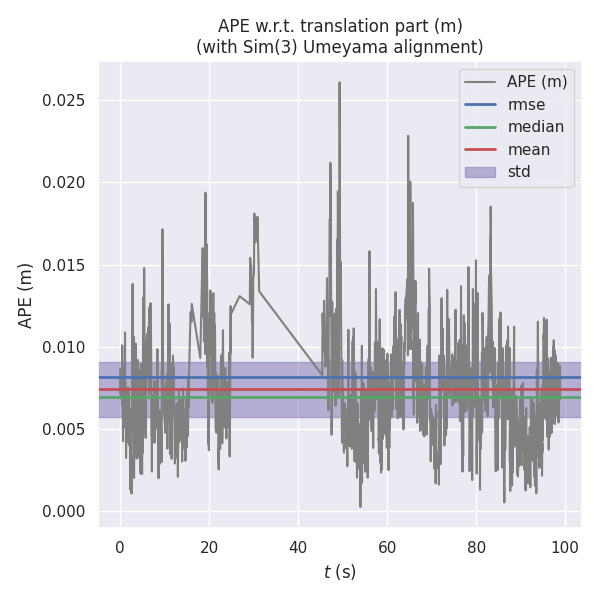 APE w.r.t. translation part (m)
(with Sim(3) Umeyama alignment)
APE (m)
rmse
median
mean
std
0.025
0.020
0.015
0.010
0.005
0.000
APE (m)
0 20 40 60 80 100
t (s)